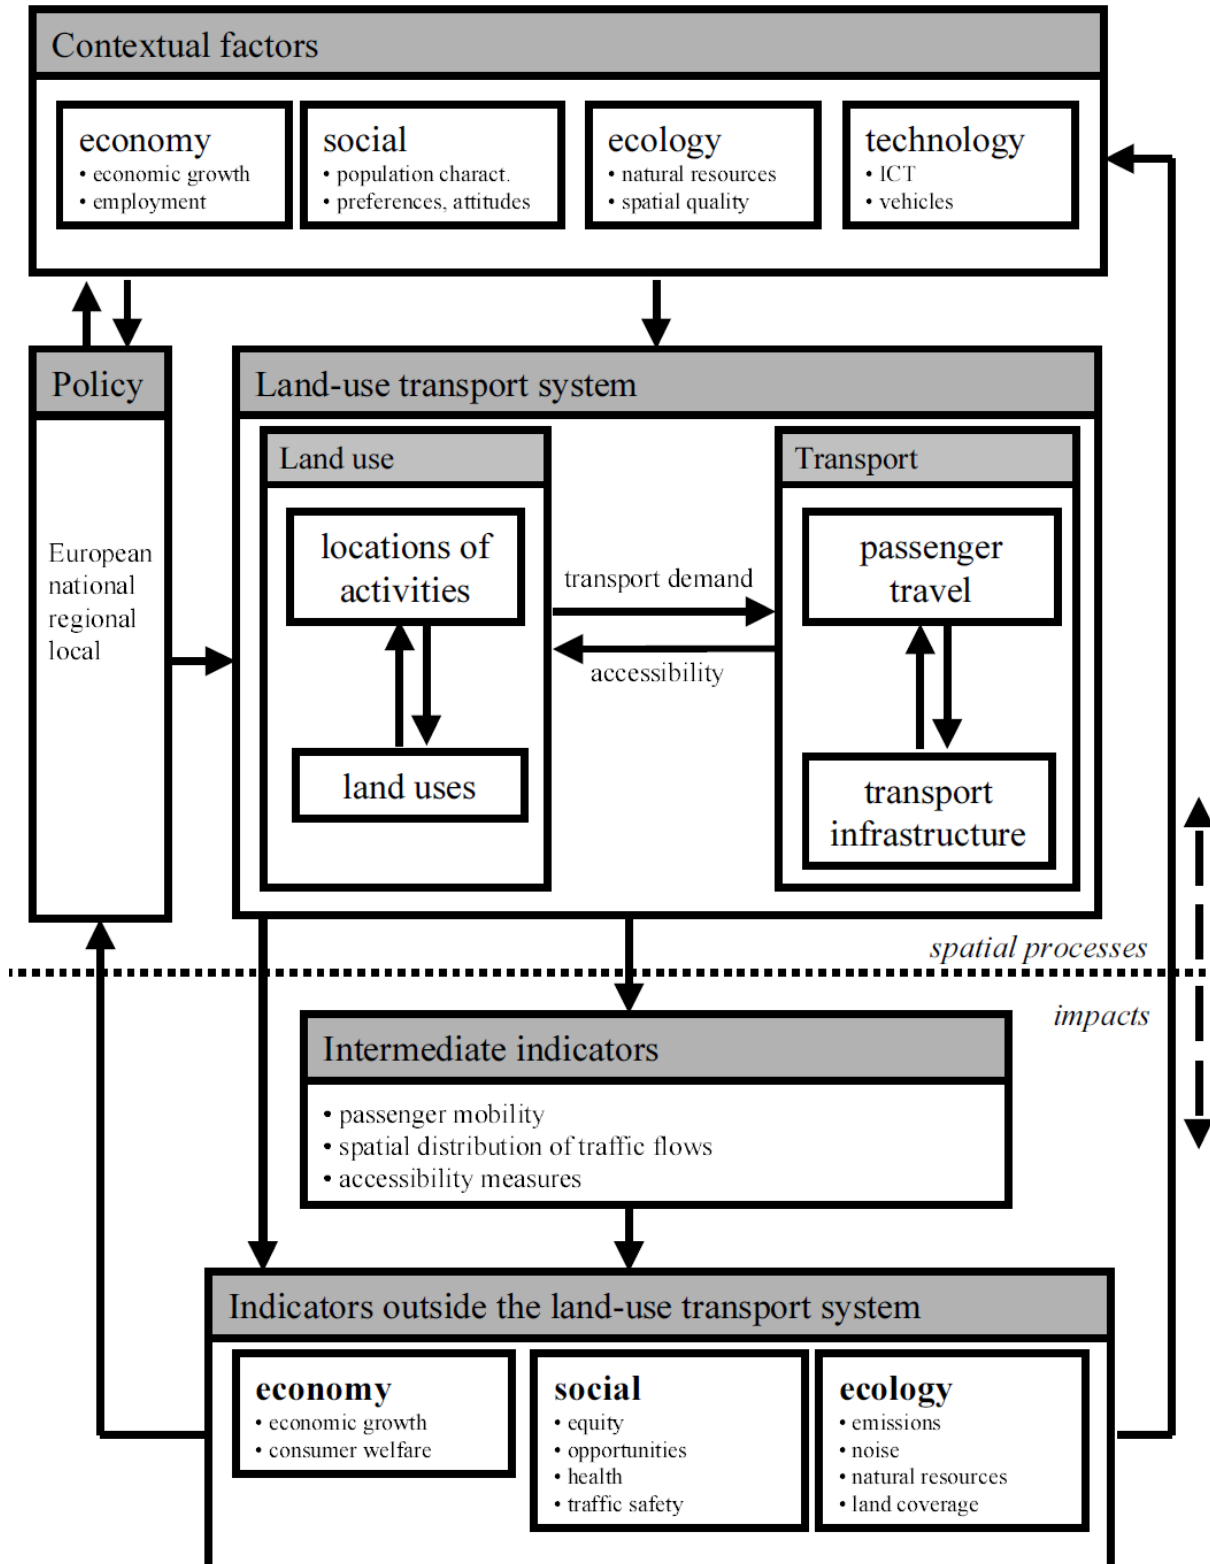 Contextual factors
economy
• economic growth
• employment
social
• population charact.
• preferences, attitudes
ecology
• natural resources
• spatial quality
technology
• ICT
• vehicles
Policy
European
national
regional
local
Land-use transport system
Land use
locations of
activities
land uses
transport demand
accessibility
Transport
passenger
travel
transport
infrastructure
spatial processes
impacts
Intermediate indicators
• passenger mobility
• spatial distribution of traffic flows
• accessibility measures
Indicators outside the land-use transport system
economy
• economic growth
• consumer welfare
social
• equity
• opportunities
• health
• traffic safety
ecology
• emissions
• noise
• natural resources
• land coverage